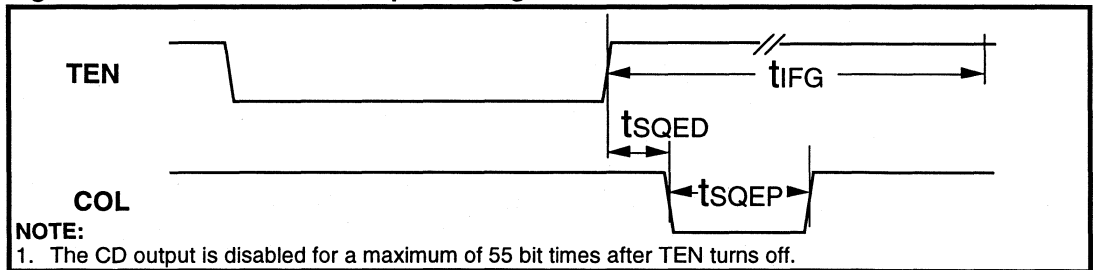 TEN
tIFG
tSQED
COL
tSQEP
NOTE:
1. The CD output is disabled for a maximum of 55 bit times after TEN turns off.